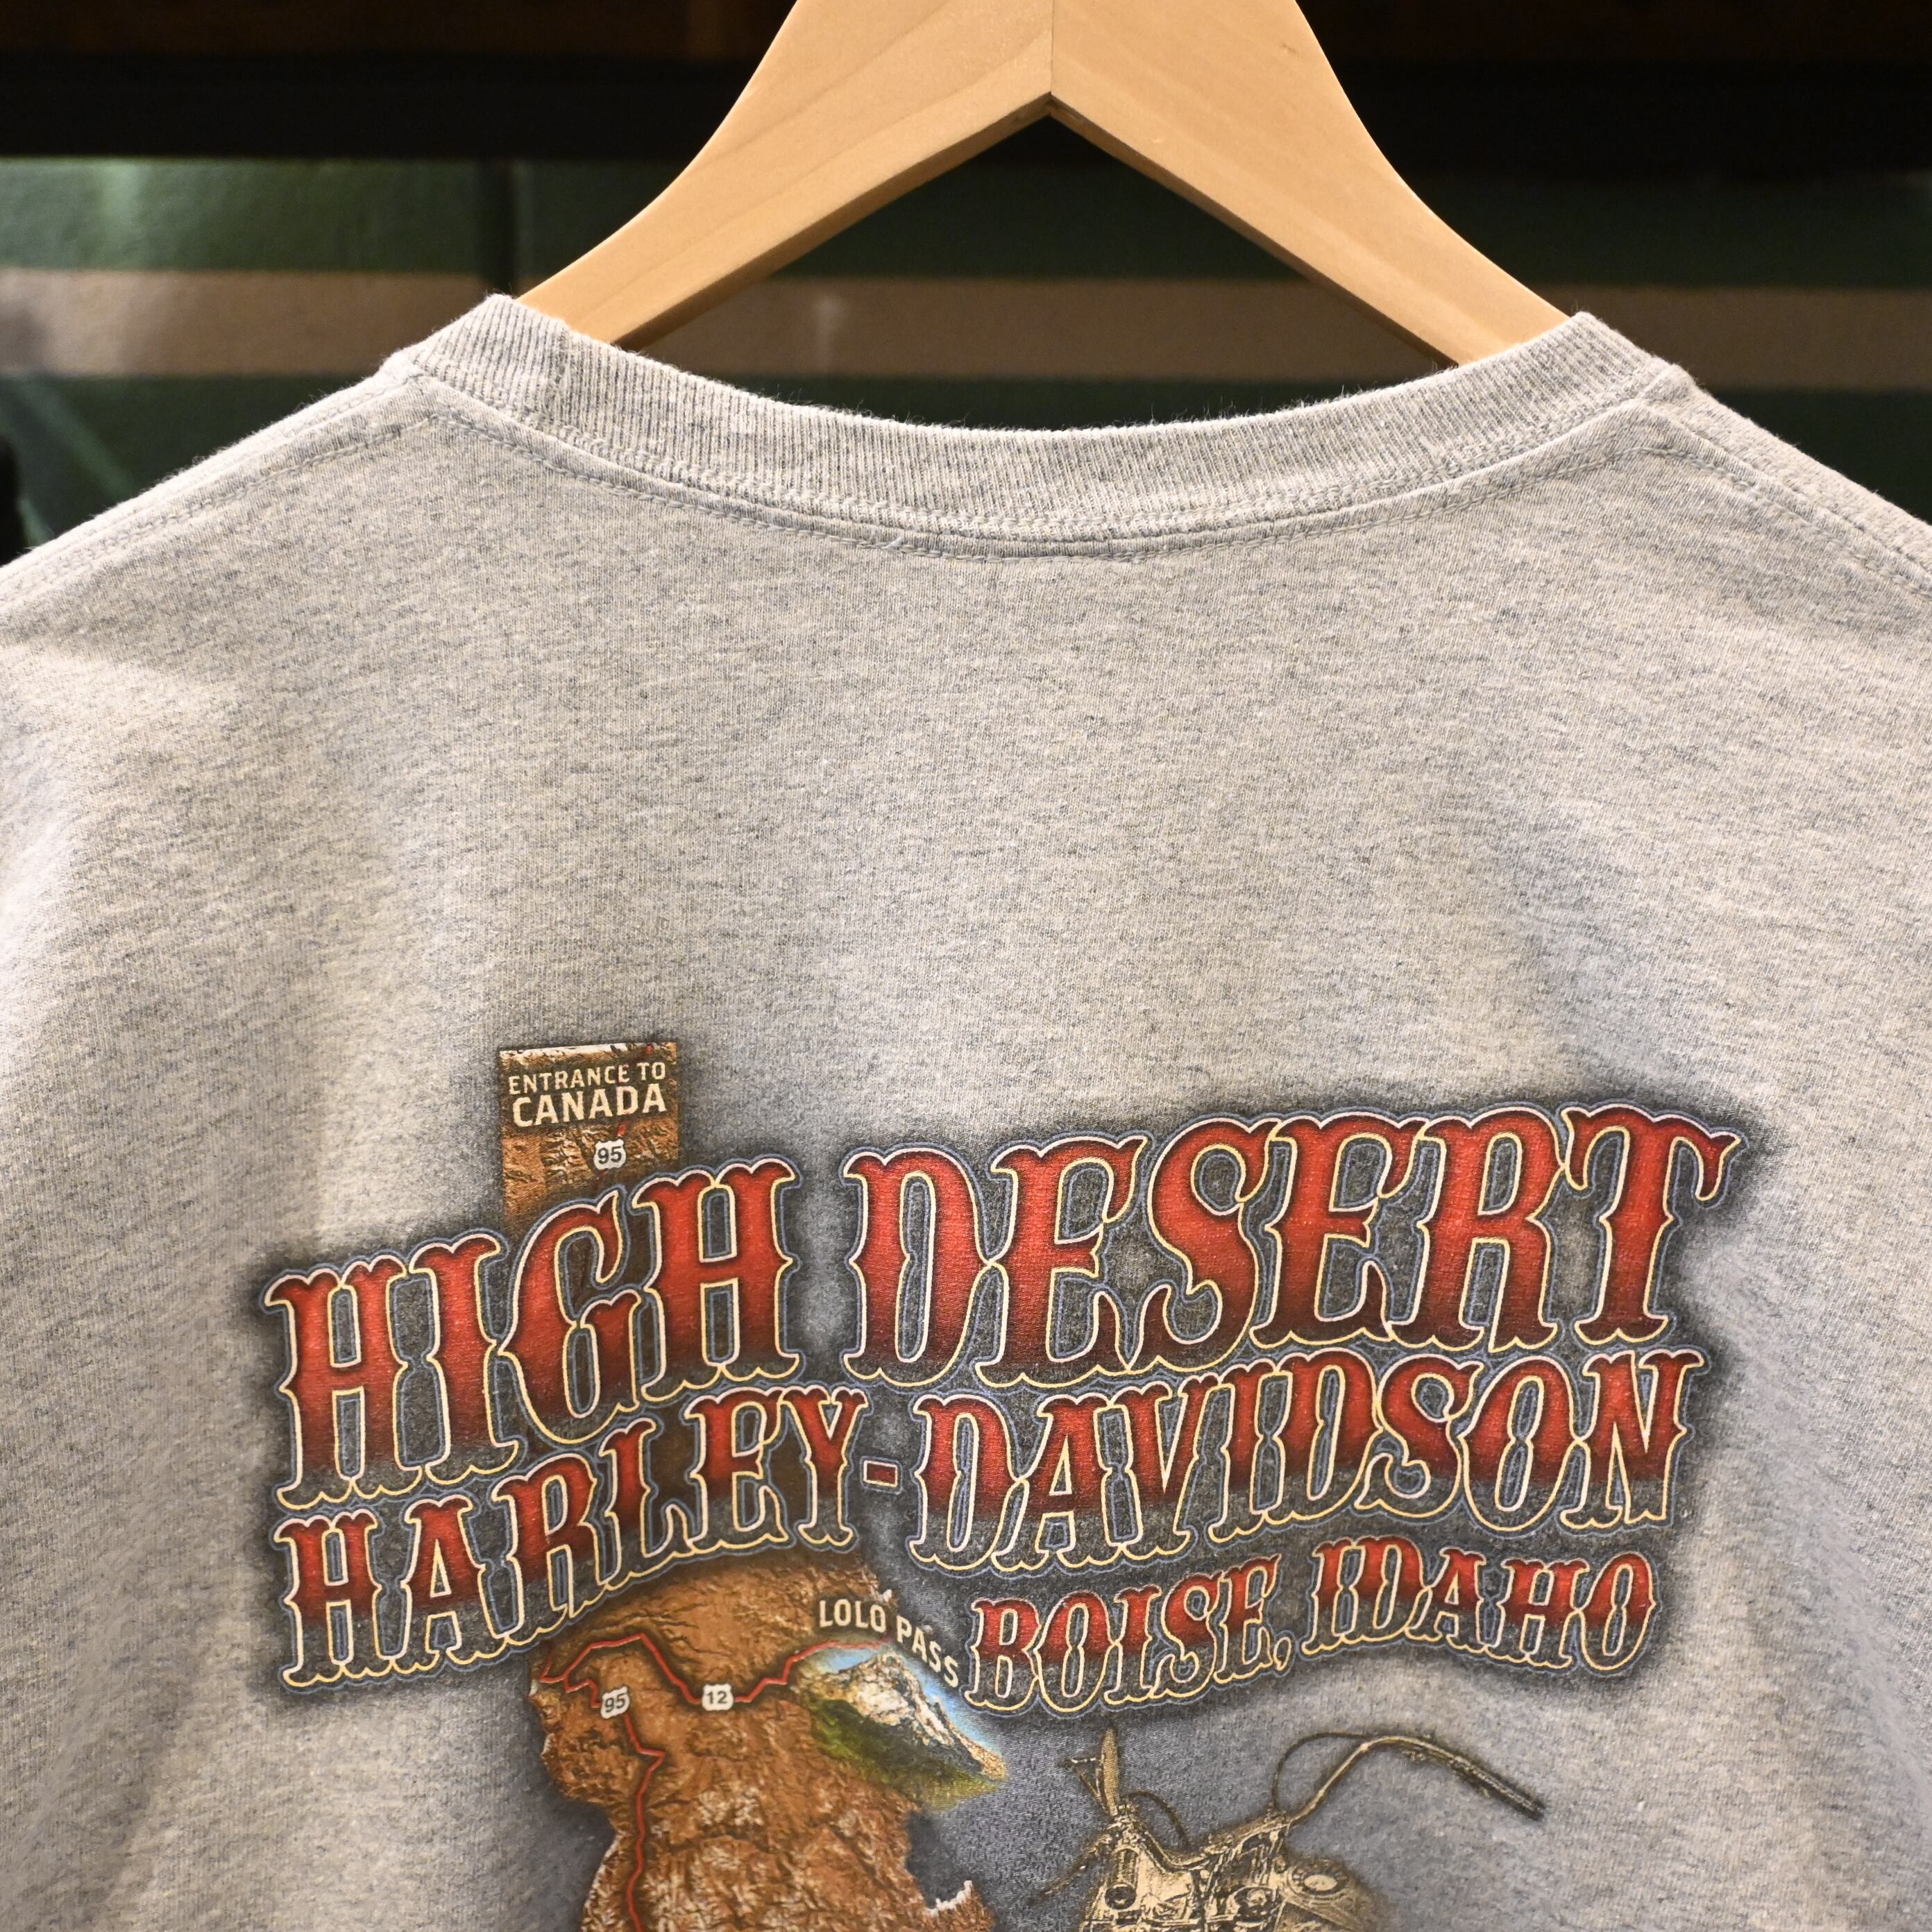 ENTRANCE TO
CANADA
95
HIGH DESERT
HARLEY-DAVIDSON
BOISE, IDAHO
LOLO PASS
95
12